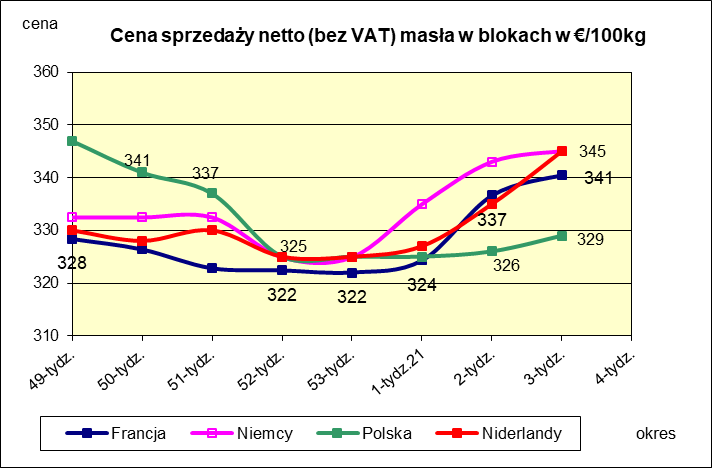 cena
Cena sprzedaży netto (bez VAT) masła w blokach w €/100kg
360
350
340
330
320
310
341
337
345
341
328
325
322
322
324
337
326
329
49-tydz.
50-tydz.
51-tydz.
52-tydz.
53-tydz.
1-tydz.21
2-tydz.
3-tydz.
4-tydz.
Francja Niemcy Polska Niderlandy
okres